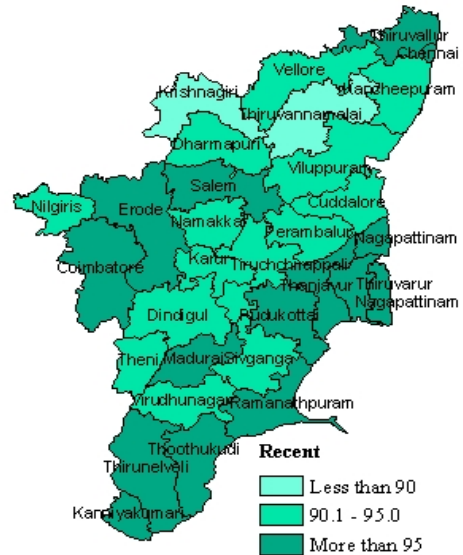 Thiruvallur
Chennai
Vellore
Kancheepuram
Krishnagiri
Thiruvannamalai
Dharmapuri
Viluppuram
Salem
Nilgiris
Erode
Cuddalore
Namakkal
Perambalur
Nagapattinam
Coimbatore
Karur
Tiruchchirappalli
Thanjavur
Thiruvarur
Nagapattinam
Dindigul
Pudukottai
Theni
Madurai
Sivganga
Virudhunagar
Ramanathpuram
Thoothukudi
Thirunelveli
Kanniyakumari
Recent
Less than 90
90.1 - 95.0
More than 95